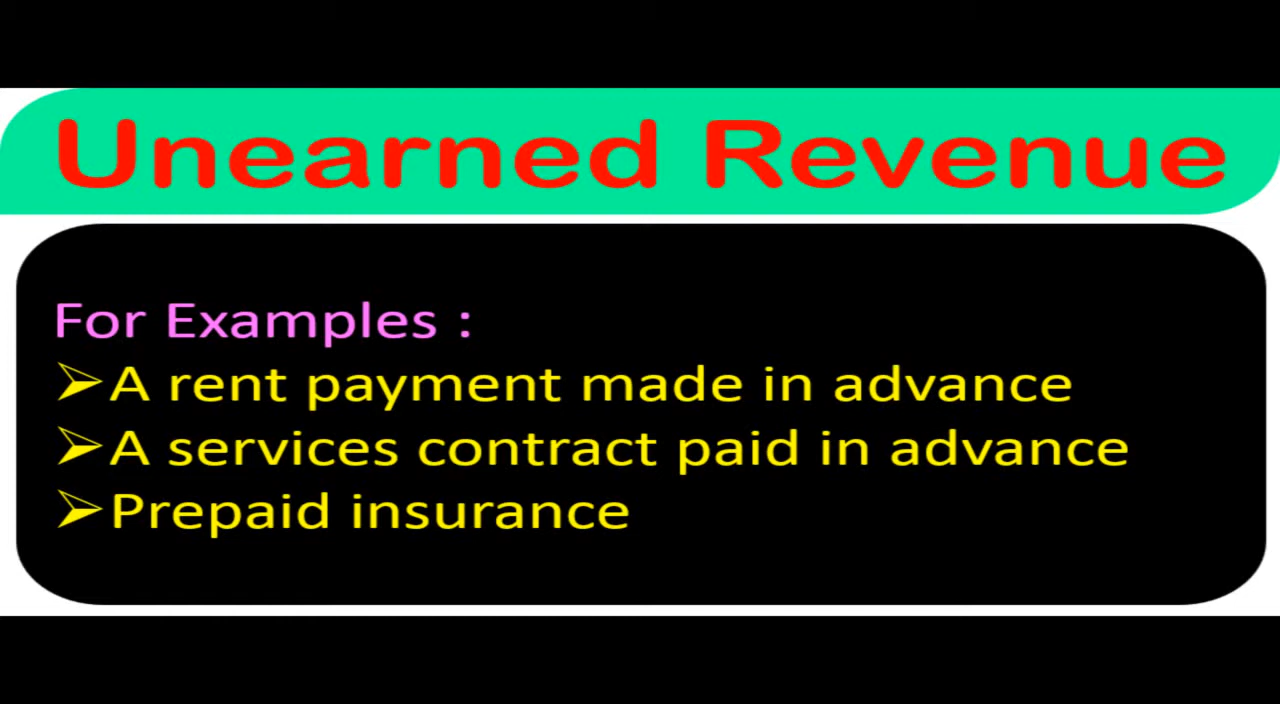 Unearned Revenue
For Examples :
➢A rent payment made in advance
➢A services contract paid in advance
➢Prepaid insurance